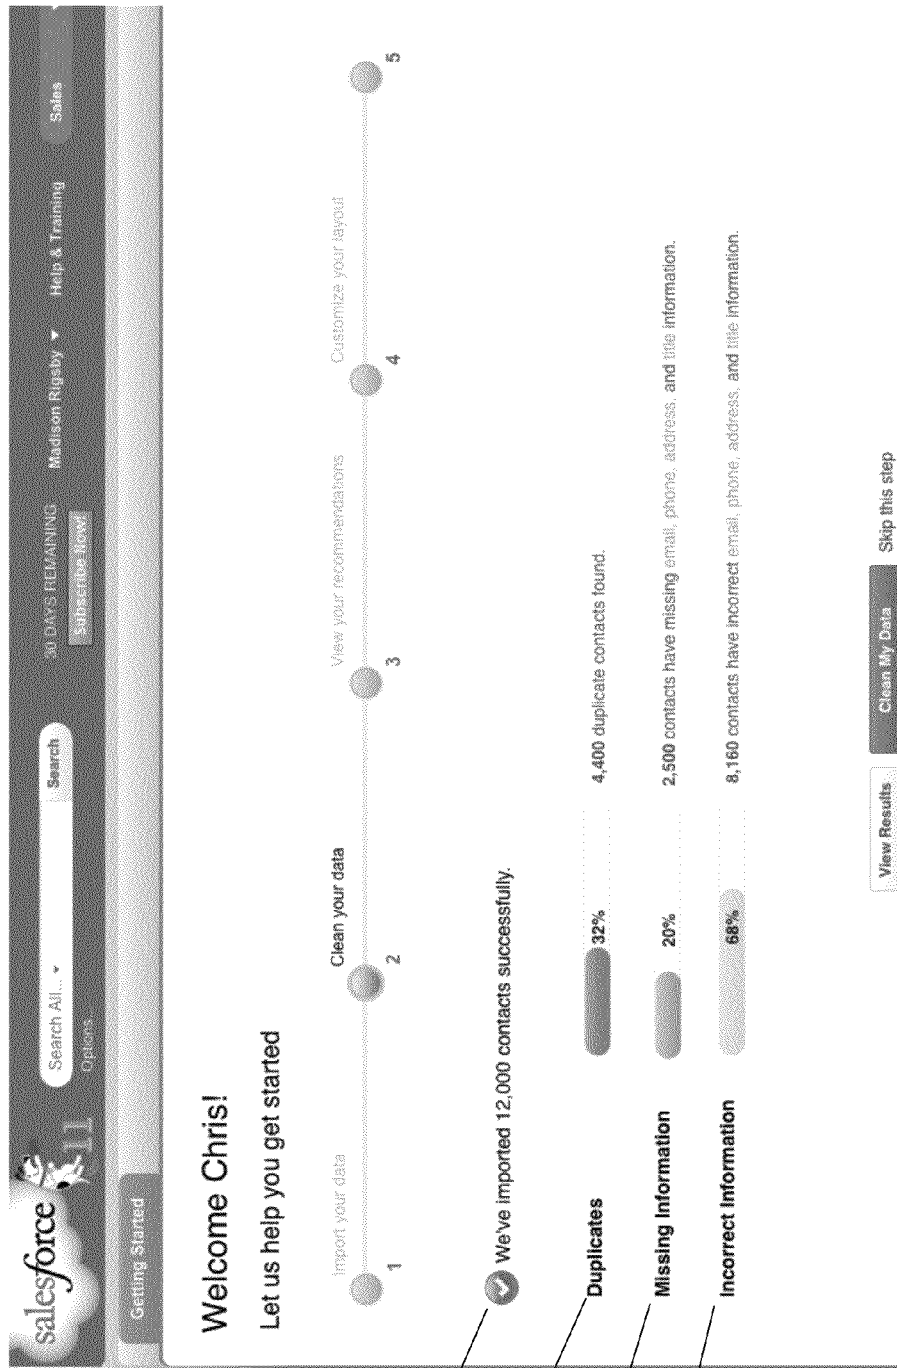 salesforce
11
Search All...
Search
Options
30 DAYS REMAINING
Subscribe Now!
Madison Rigsby
Help & Training
Sales
Getting Started
Welcome Chris!
Let us help you get started
Import your data
Clean your data
View your recommendations
Customize your layout
1
2
3
4
5
We've imported 12,000 contacts successfully.
Duplicates
32%
4,400 duplicate contacts found.
Missing Information
20%
2,500 contacts have missing email, phone, address, and title information.
Incorrect Information
68%
8,160 contacts have incorrect email, phone, address, and title information.
View Results
Clean My Data
Skip this step